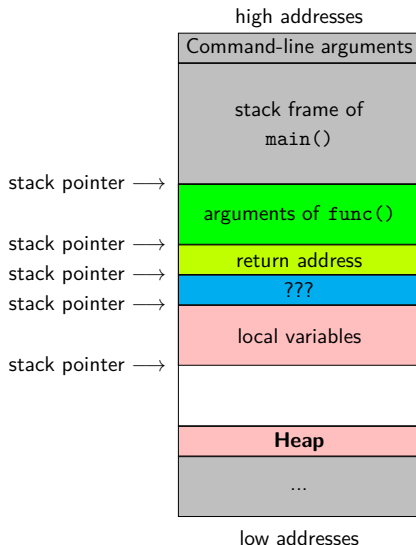 high addresses
Command-line arguments
stack frame of
main()
stack pointer →
arguments of func()
stack pointer →
return address
stack pointer →
???
stack pointer →
local variables
stack pointer →
Heap
...
low addresses